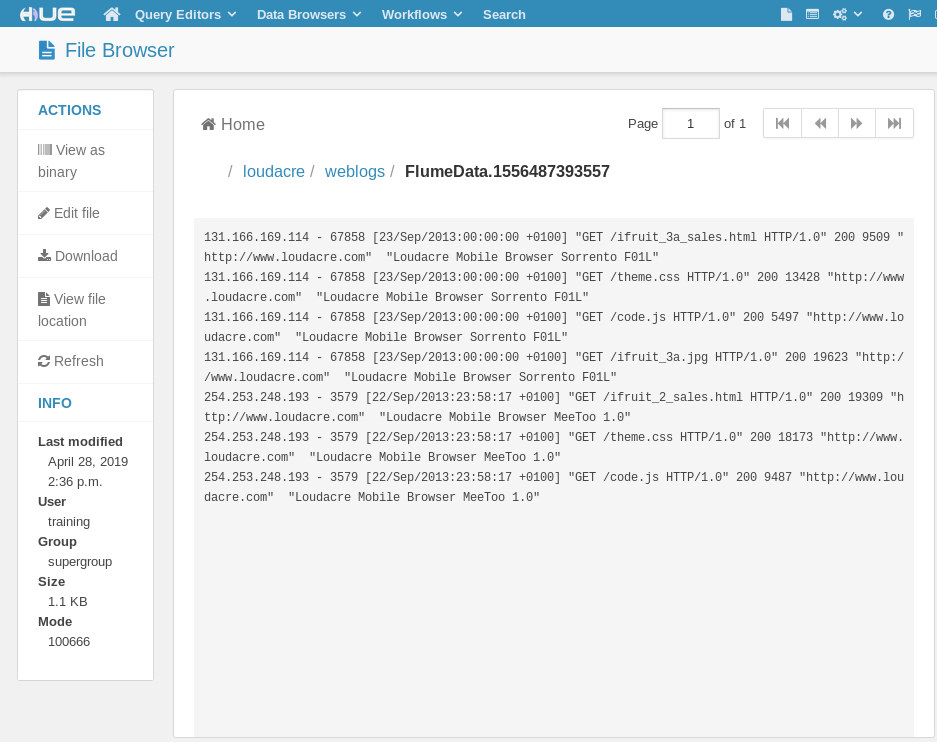 HUE Query Editors Data Browsers Workflows Search
File Browser
ACTIONS
View as
binary
Edit file
Download
View file
location
Refresh
INFO
Last modified
April 28, 2019
2:36 p.m.
User
training
Group
supergroup
Size
1.1 KB
Mode
100666
Home
Page 1 of 1
/ loudacre / weblogs / FlumeData.1556487393557
131.166.169.114 - 67858 [23/Sep/2013:00:00:00 +0100] "GET /ifruit_3a_sales.html HTTP/1.0" 200 9509 "
http://www.loudacre.com"  "Loudacre Mobile Browser Sorrento F01L"
131.166.169.114 - 67858 [23/Sep/2013:00:00:00 +0100] "GET /theme.css HTTP/1.0" 200 13428 "http://www
.loudacre.com"  "Loudacre Mobile Browser Sorrento F01L"
131.166.169.114 - 67858 [23/Sep/2013:00:00:00 +0100] "GET /code.js HTTP/1.0" 200 5497 "http://www.lo
udacre.com"  "Loudacre Mobile Browser Sorrento F01L"
131.166.169.114 - 67858 [23/Sep/2013:00:00:00 +0100] "GET /ifruit_3a.jpg HTTP/1.0" 200 19623 "http:/
/www.loudacre.com"  "Loudacre Mobile Browser Sorrento F01L"
254.253.248.193 - 3579 [22/Sep/2013:23:58:17 +0100] "GET /ifruit_2_sales.html HTTP/1.0" 200 19309 "h
ttp://www.loudacre.com"  "Loudacre Mobile Browser MeeToo 1.0"
254.253.248.193 - 3579 [22/Sep/2013:23:58:17 +0100] "GET /theme.css HTTP/1.0" 200 18173 "http://www.
loudacre.com"  "Loudacre Mobile Browser MeeToo 1.0"
254.253.248.193 - 3579 [22/Sep/2013:23:58:17 +0100] "GET /code.js HTTP/1.0" 200 9487 "http://www.lou
dacre.com"  "Loudacre Mobile Browser MeeToo 1.0"